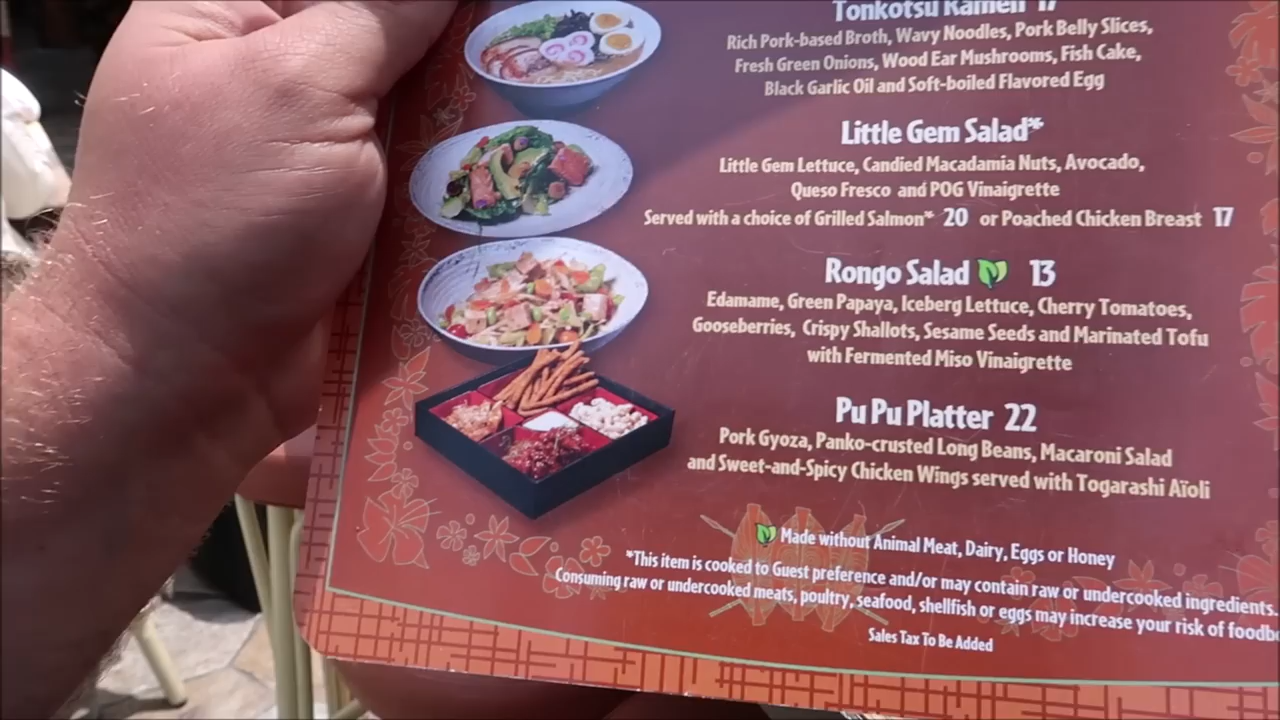 Tonkotsu Ramen 17
Rich Pork-based Broth, Wavy Noodles, Pork Belly Slices,
Fresh Green Onions, Wood Ear Mushrooms, Fish Cake,
Black Garlic Oil and Soft-boiled Flavored Egg
Little Gem Salad*
Little Gem Lettuce, Candied Macadamia Nuts, Avocado,
Queso Fresco and POG Vinaigrette
Served with a choice of Grilled Salmon* 20 or Poached Chicken Breast 17
Rongo Salad 13
Edamame, Green Papaya, Iceberg Lettuce, Cherry Tomatoes,
Gooseberries, Crispy Shallots, Sesame Seeds and Marinated Tofu
with Fermented Miso Vinaigrette
Pu Pu Platter 22
Pork Gyoza, Panko-crusted Long Beans, Macaroni Salad
and Sweet-and-Spicy Chicken Wings served with Togarashi Aïoli
Made without Animal Meat, Dairy, Eggs or Honey
*This item is cooked to Guest preference and/or may contain raw or undercooked ingredients.
Consuming raw or undercooked meats, poultry, seafood, shellfish or eggs may increase your risk of foodb
Sales Tax To Be Added